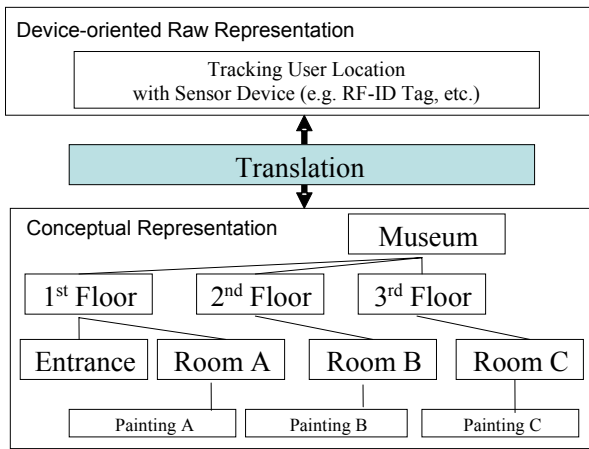 Device-oriented Raw Representation
Tracking User Location
with Sensor Device (e.g. RF-ID Tag, etc.)
Translation
Conceptual Representation
Museum
1st Floor
2nd Floor
3rd Floor
Entrance
Room A
Room B
Room C
Painting A
Painting B
Painting C